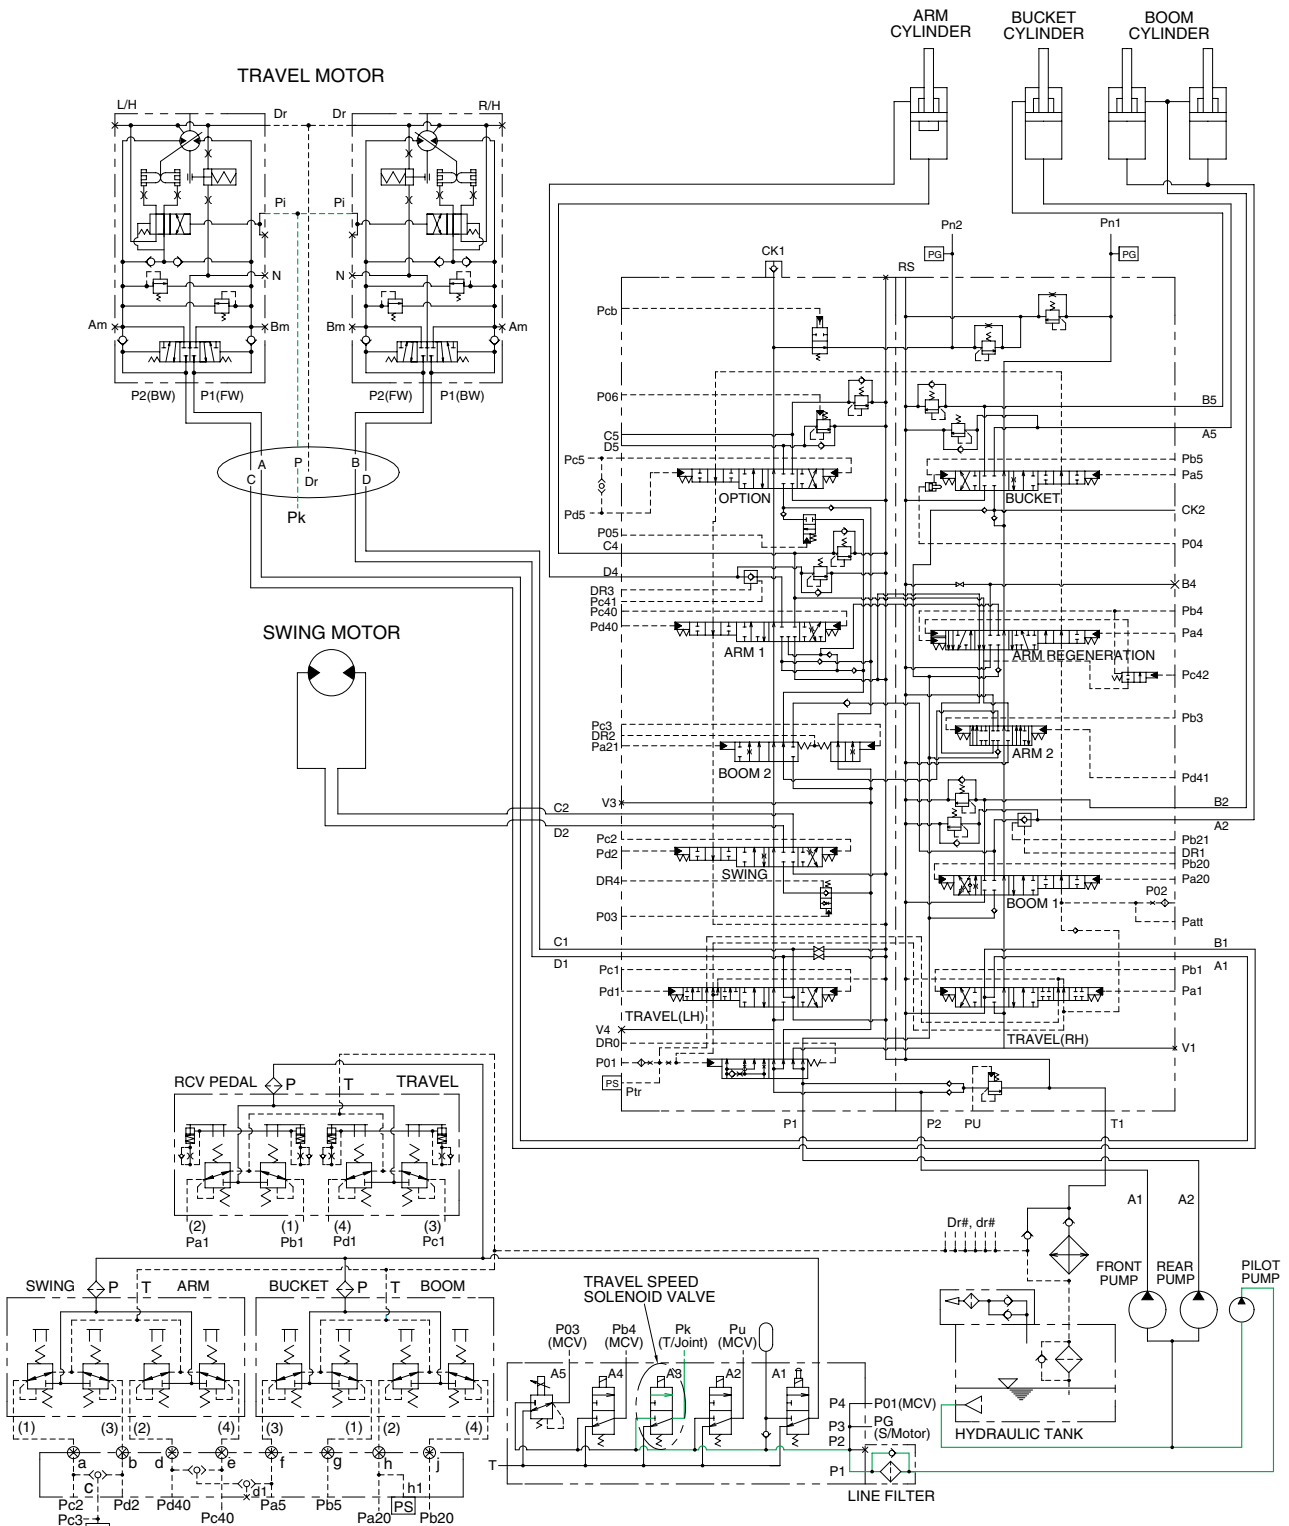 ARM
CYLINDER
BUCKET
CYLINDER
BOOM
CYLINDER
TRAVEL MOTOR
L/H
Dr
Dr
R/H
Pi
Pi
N
N
Am
Bm
Bm
Am
P2(BW)
P1(FW)
P2(FW)
P1(BW)
A
P
B
C
Dr
D
Pk
SWING MOTOR
Pn2
Pn1
CK1
PG
RS
PG
Pcb
P06
C5
D5
Pc5
Pd5
OPTION
P05
C4
D4
DR3
Pc41
Pc40
Pd40
ARM 1
Pc3
DR2
Pa21
BOOM 2
V3
C2
D2
Pc2
Pd2
SWING
DR4
P03
C1
D1
Pc1
Pd1
TRAVEL(LH)
V4
DR0
P01
PS
Ptr
B5
A5
Pb5
Pa5
BUCKET
CK2
P04
B4
Pb4
Pa4
ARM REGENERATION
Pc42
Pb3
ARM 2
Pd41
B2
A2
Pb21
DR1
Pb20
Pa20
BOOM 1
P02
Patt
B1
A1
Pb1
Pa1
TRAVEL(RH)
V1
P1
P2
PU
T1
RCV PEDAL
P
T
TRAVEL
(2)
(1)
(4)
(3)
Pa1
Pb1
Pd1
Pc1
A1
A2
Dr#, dr#
FRONT
PUMP
REAR
PUMP
PILOT
PUMP
SWING
P
T
ARM
BUCKET
P
T
BOOM
TRAVEL SPEED
SOLENOID VALVE
P03
(MCV)
Pb4
(MCV)
Pk
(T/Joint)
Pu
(MCV)
A5
A4
A3
A2
A1
P4
P01(MCV)
P3
PG
(S/Motor)
P2
P1
T
LINE FILTER
HYDRAULIC TANK
(1)
(3)
(2)
(4)
(3)
(1)
(2)
(4)
a
b
d
e
f
g
h
j
c
d1
h1
Pc2
Pd2
Pd40
Pa5
Pb5
PS
Pc3
Pc40
Pa20
Pb20